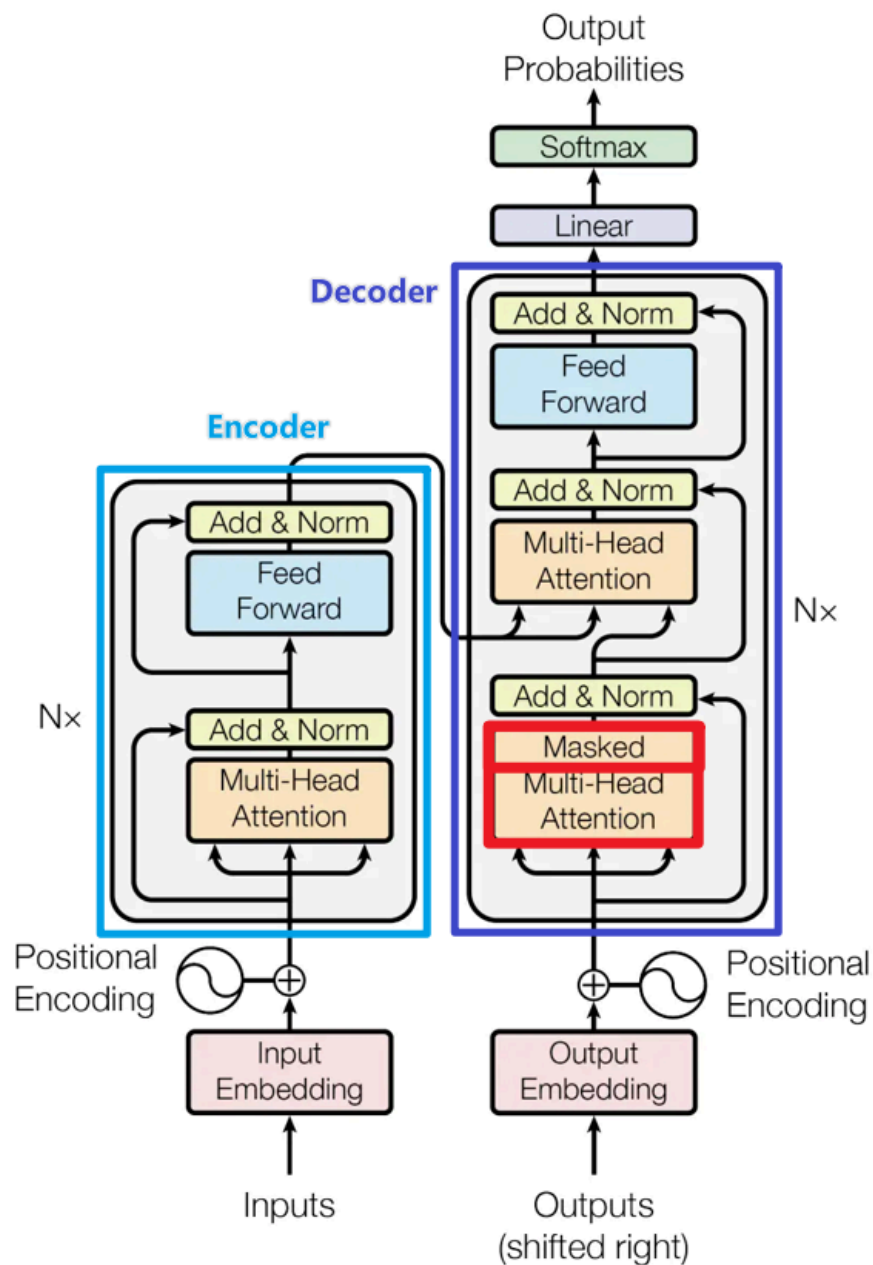 Output
Probabilities
Softmax
Linear
Decoder
Add & Norm
Feed
Forward
Add & Norm
Multi-Head
Attention
Nx
Add & Norm
Masked
Multi-Head
Attention
Encoder
Add & Norm
Feed
Forward
Nx
Add & Norm
Multi-Head
Attention
Positional
Encoding
Positional
Encoding
Input
Embedding
Output
Embedding
Inputs
Outputs
(shifted right)